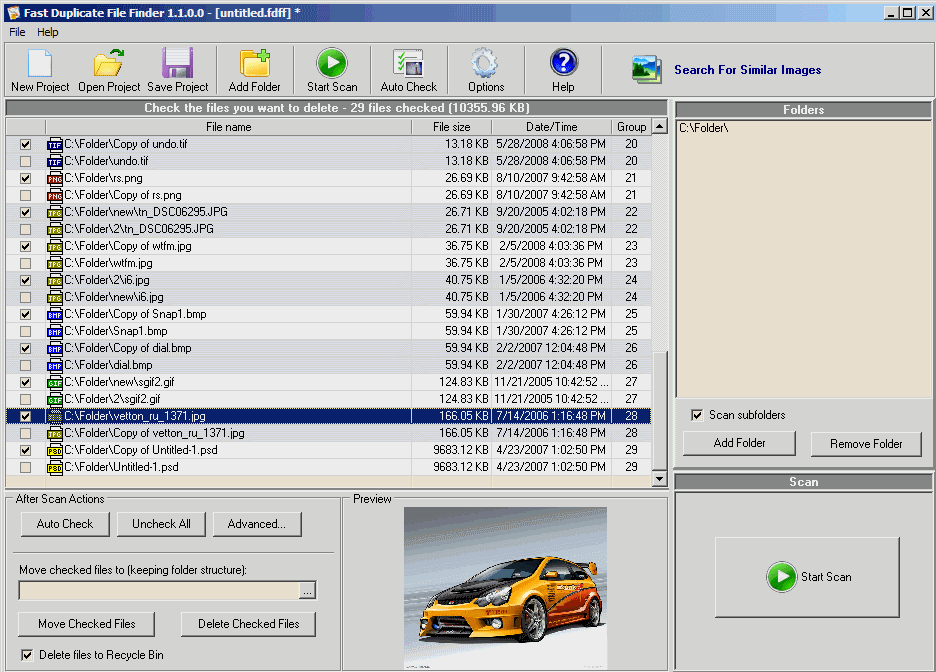 Fast Duplicate File Finder 1.1.0.0 - [untitled.fdff] *
File Help
New Project Open Project Save Project Add Folder Start Scan Auto Check Options Help Search For Similar Images
Check the files you want to delete - 29 files checked (10355.96 KB)
File name File size Date/Time Group
TIF C:\Folder\Copy of undo.tif 13.18 KB 5/28/2008 4:06:58 PM 20
TIF C:\Folder\undo.tif 13.18 KB 5/28/2008 4:06:58 PM 20
PNG C:\Folder\rs.png 26.69 KB 8/10/2007 9:42:58 AM 21
PNG C:\Folder\Copy of rs.png 26.69 KB 8/10/2007 9:42:58 AM 21
JPG C:\Folder\new\tn_DSC06295.JPG 26.71 KB 9/20/2005 4:02:18 PM 22
JPG C:\Folder\2\tn_DSC06295.JPG 26.71 KB 9/20/2005 4:02:18 PM 22
JPG C:\Folder\Copy of wtfm.jpg 36.75 KB 2/5/2008 4:03:36 PM 23
JPG C:\Folder\wtfm.jpg 36.75 KB 2/5/2008 4:03:36 PM 23
JPG C:\Folder\2\i6.jpg 40.75 KB 1/5/2006 4:32:20 PM 24
JPG C:\Folder\new\i6.jpg 40.75 KB 1/5/2006 4:32:20 PM 24
BMP C:\Folder\Copy of Snap1.bmp 59.94 KB 1/30/2007 4:26:12 PM 25
BMP C:\Folder\Snap1.bmp 59.94 KB 1/30/2007 4:26:12 PM 25
BMP C:\Folder\Copy of dial.bmp 59.94 KB 2/2/2007 12:04:48 PM 26
BMP C:\Folder\dial.bmp 59.94 KB 2/2/2007 12:04:48 PM 26
GIF C:\Folder\new\sgif2.gif 124.83 KB 11/21/2005 10:42:52 ... 27
GIF C:\Folder\2\sgif2.gif 124.83 KB 11/21/2005 10:42:52 ... 27
C:\Folder\vetton_ru_1371.jpg 166.05 KB 7/14/2006 1:16:48 PM 28
JPG C:\Folder\Copy of vetton_ru_1371.jpg 166.05 KB 7/14/2006 1:16:48 PM 28
PSD C:\Folder\Copy of Untitled-1.psd 9683.12 KB 4/23/2007 1:02:50 PM 29
PSD C:\Folder\Untitled-1.psd 9683.12 KB 4/23/2007 1:02:50 PM 29
Folders
C:\Folder\
Scan subfolders
Add Folder Remove Folder
Scan
Start Scan
After Scan Actions
Auto Check Uncheck All Advanced...
Move checked files to (keeping folder structure):
...
Move Checked Files Delete Checked Files
Delete files to Recycle Bin
Preview